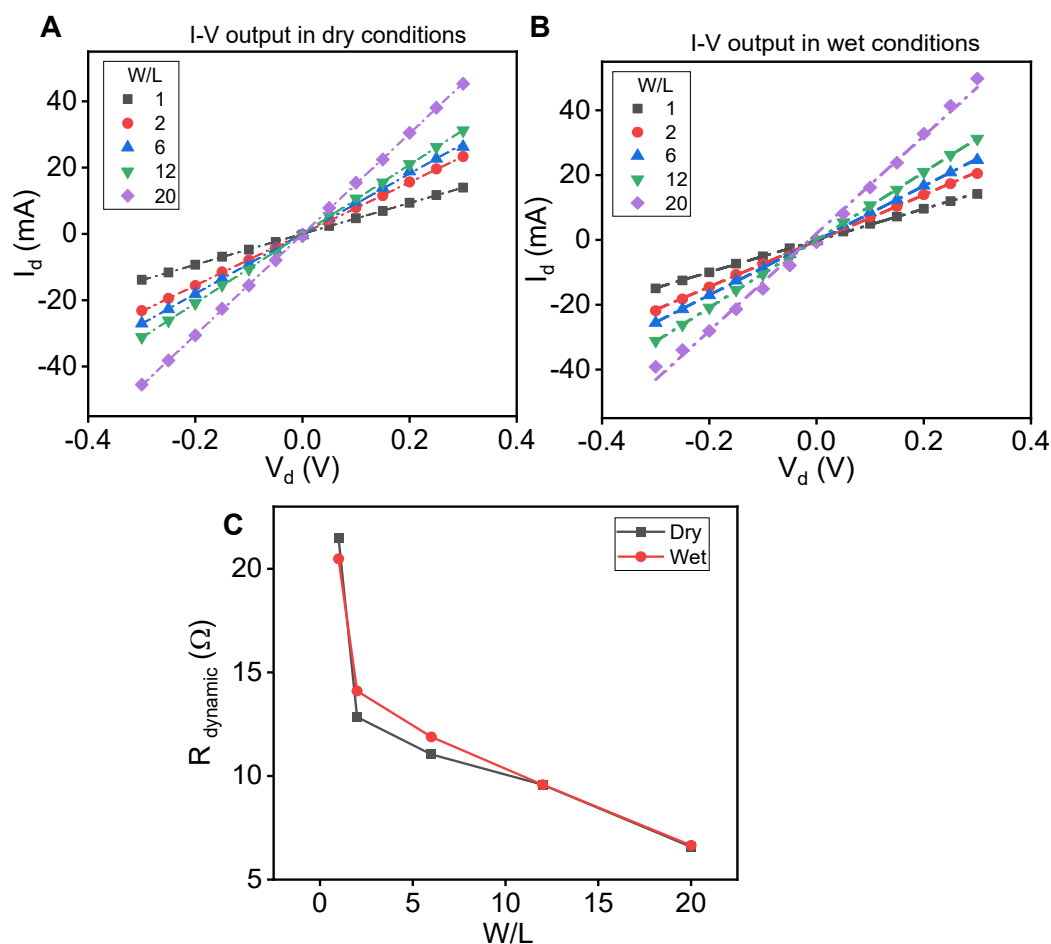 A
I-V output in dry conditions
W/L
1
2
6
12
20
I_d (mA)
40
20
0
-20
-40
-0.4
-0.2
0.0
0.2
0.4
V_d (V)
B
I-V output in wet conditions
W/L
1
2
6
12
20
I_d (mA)
40
20
0
-20
-40
-0.4
-0.2
0.0
0.2
0.4
V_d (V)
C
Dry
Wet
R_dynamic (Ω)
20
15
10
5
0
5
10
15
20
W/L